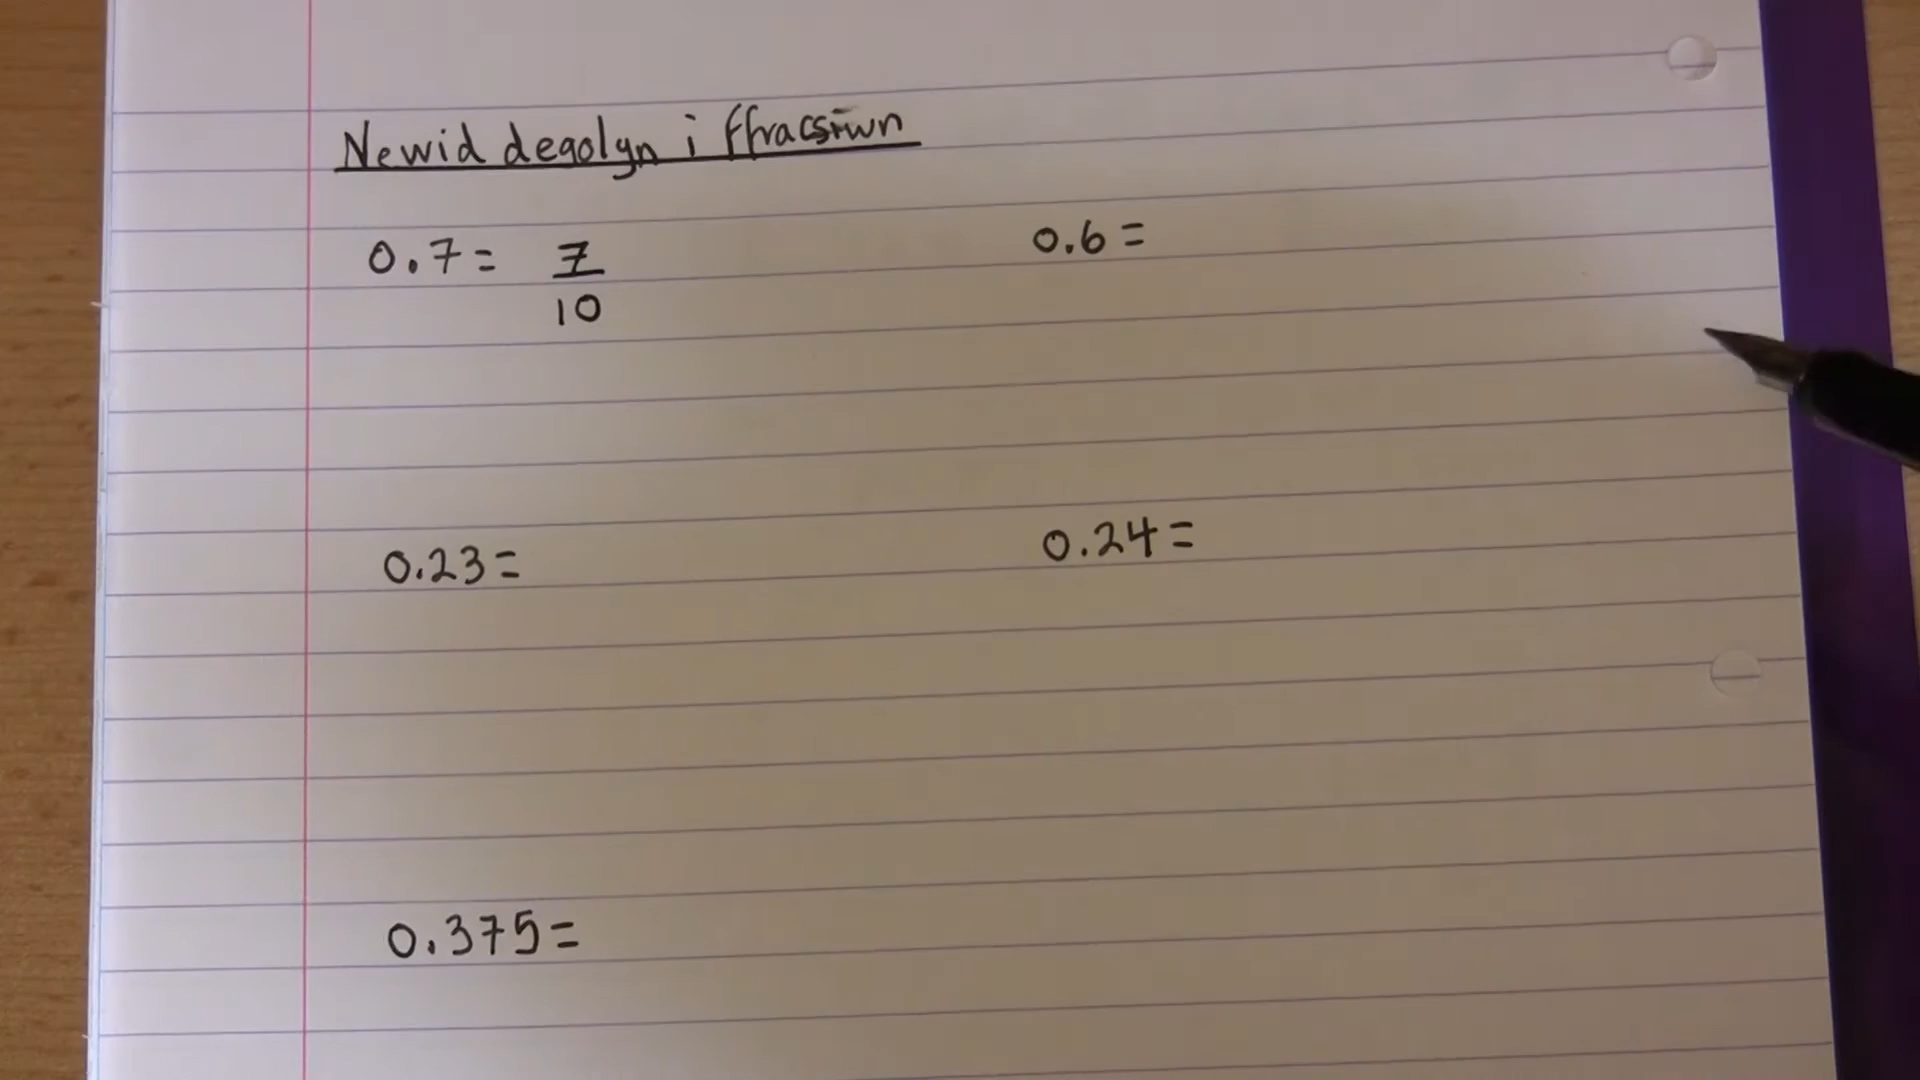 Newid degolyn i ffracsiwn
0.7 = 7/10
0.6 =
0.23 =
0.24 =
0.375 =